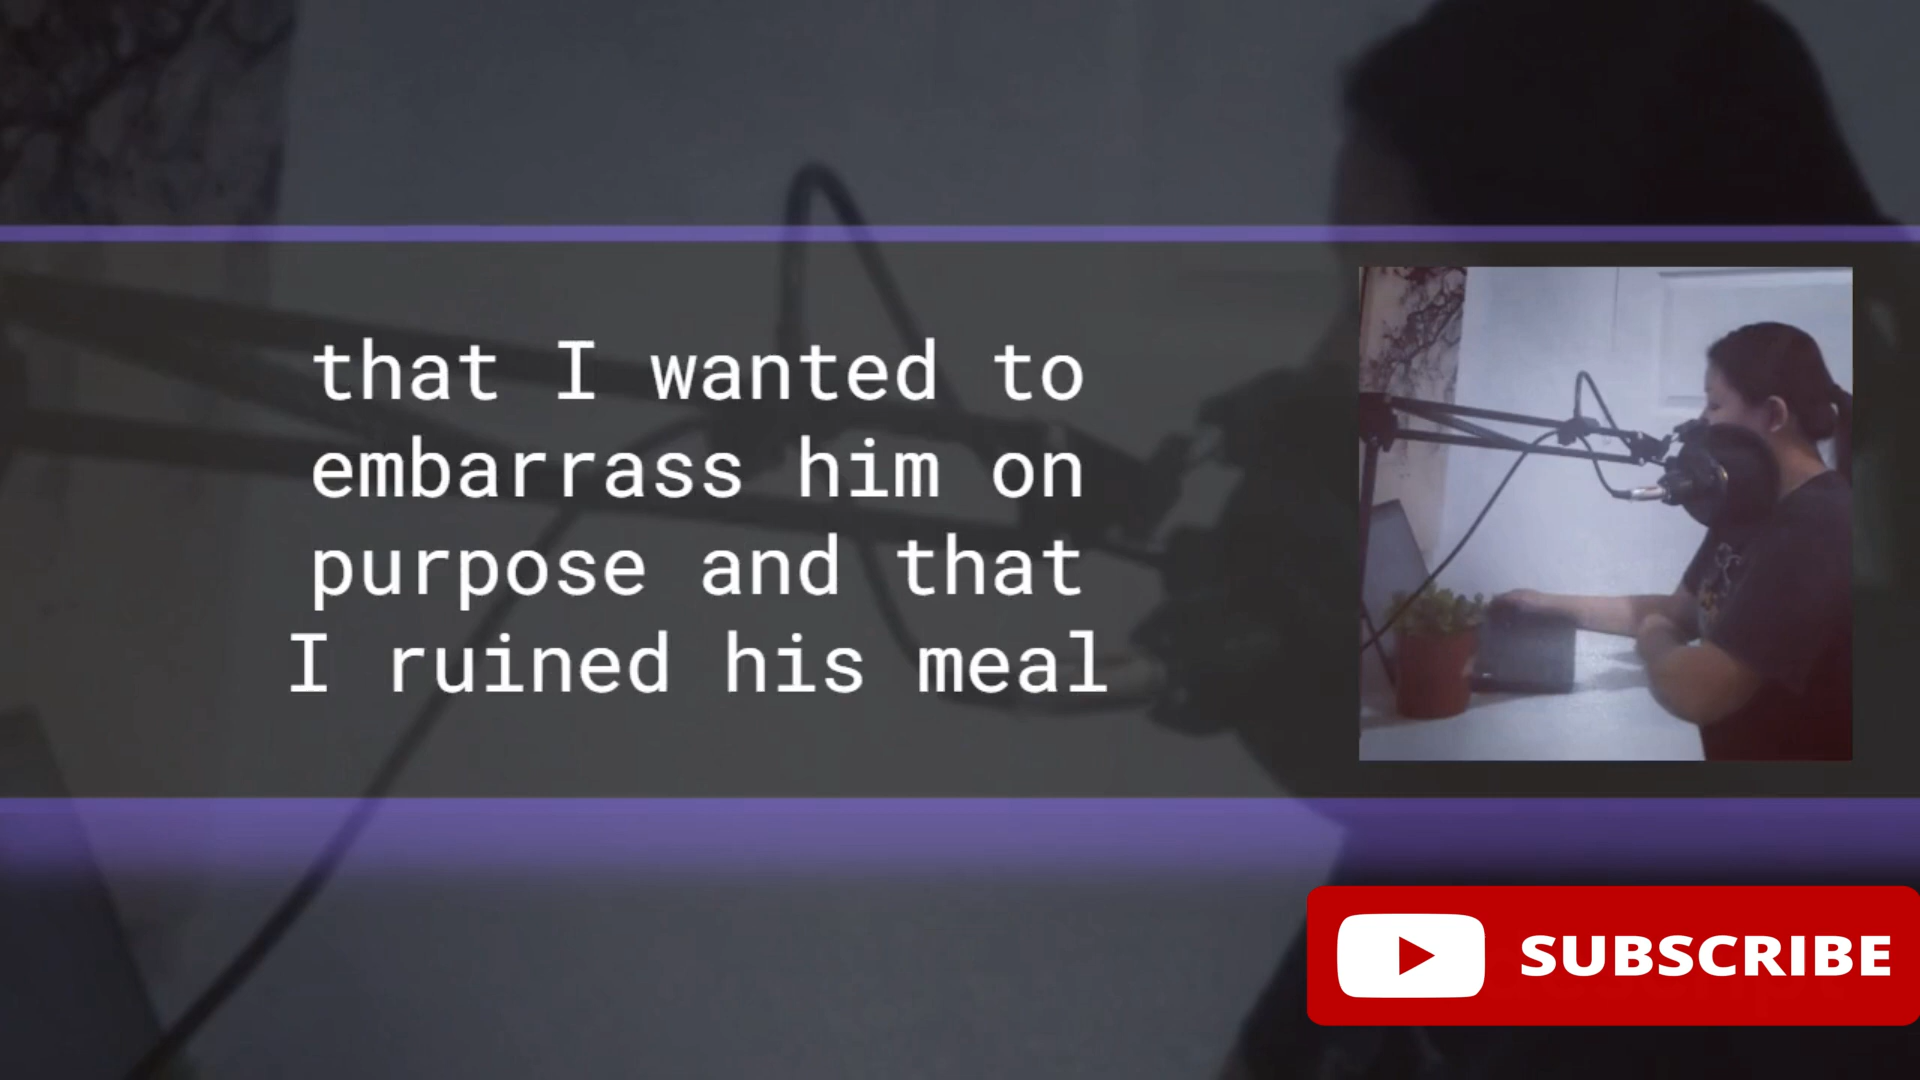 that I wanted to
embarrass him on
purpose and that
I ruined his meal
SUBSCRIBE